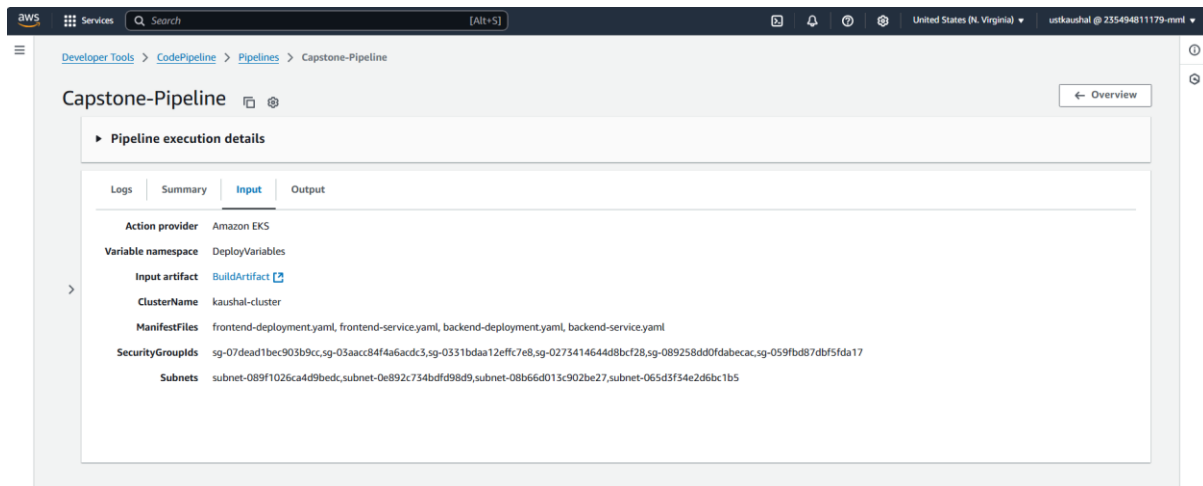 aws Services Search [Alt+S] United States (N. Virginia) ustkaushal @ 235494811179-mml
Developer Tools > CodePipeline > Pipelines > Capstone-Pipeline
Capstone-Pipeline
Overview
Pipeline execution details
Logs Summary Input Output
Action provider Amazon EKS
Variable namespace DeployVariables
Input artifact BuildArtifact
ClusterName kaushal-cluster
ManifestFiles frontend-deployment.yaml, frontend-service.yaml, backend-deployment.yaml, backend-service.yaml
SecurityGroupIds sg-07dead1bec903b9cc,sg-03aacc84f4a6acdc3,sg-0331bdaa12effc7e8,sg-0273414644d8bcf28,sg-089258dd0fdabecac,sg-059fbd87dbf5fda17
Subnets subnet-089f1026ca4d9bedc,subnet-0e892c734bdfd98d9,subnet-08b66d013c902be27,subnet-065d3f34e2d6bc1b5